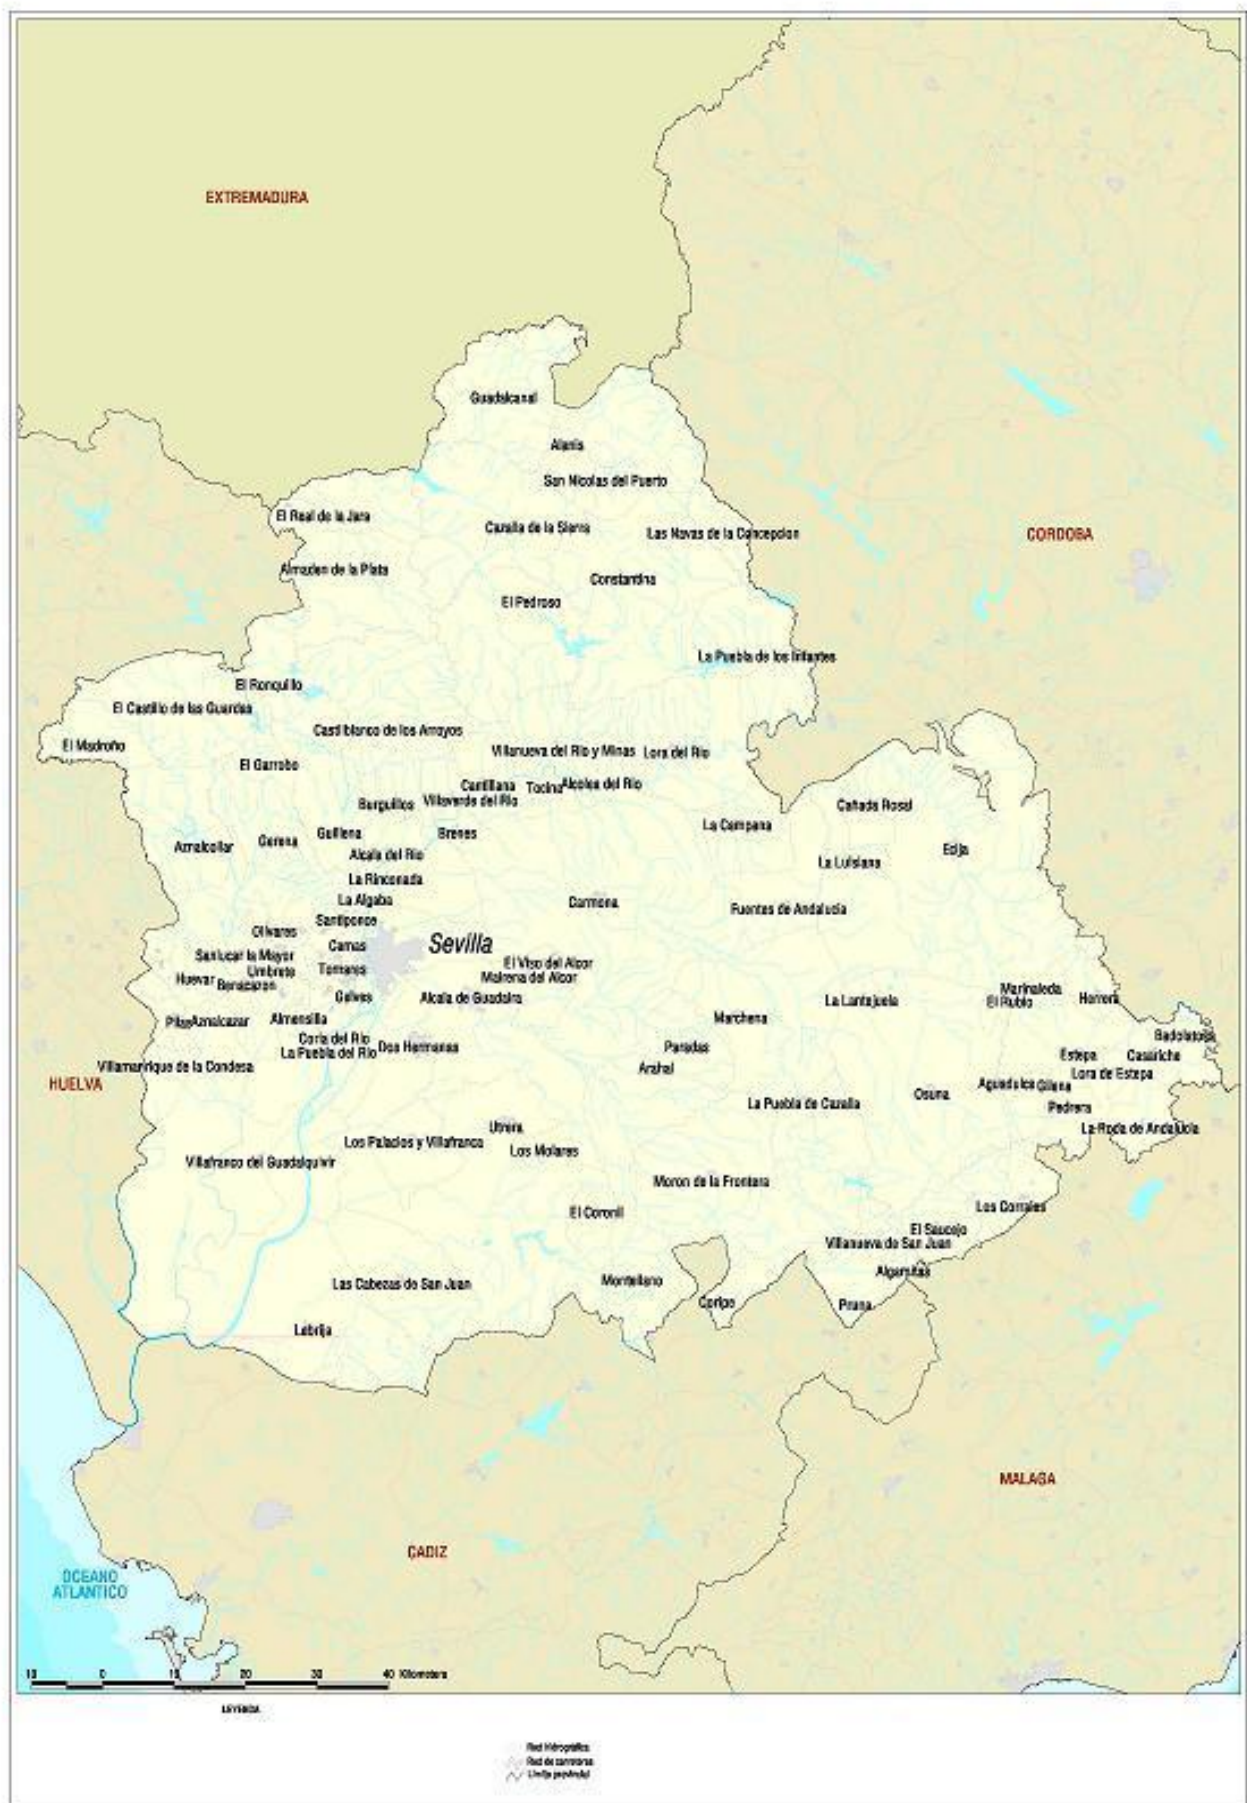 EXTREMADURA
Guadalcanal
Alanis
San Nicolas del Puerto
El Real de la Jara
Cazalla de la Sierra
Las Navas de la Concepcion
CORDOBA
Almaden de la Plata
Constantina
El Pedroso
La Puebla de los Infantes
El Ronquillo
El Castillo de las Guardas
Castilblanco de los Arroyos
El Madroño
Villanueva del Rio y Minas
Lora del Rio
El Garrobo
Cantillana
Tocina
Alcolea del Rio
Burguillos
Villaverde del Rio
Cañada Rosal
La Campana
Aznalcollar
Gerena
Guillena
Brenes
Ecija
Alcala del Rio
La Luisiana
La Rinconada
La Algaba
Carmona
Fuentes de Andalucia
Santiponce
Olivares
Camas
Sevilla
Sanlucar la Mayor
El Viso del Alcor
Umbrete
Tomares
Mairena del Alcor
Huevar
Benacazon
Gelves
Alcala de Guadaira
La Lantejuela
Marinaleda
El Rubio
Herrera
Pilas
Aznalcazar
Almensilla
Marchena
Badolatosa
Coria del Rio
La Puebla del Rio
Dos Hermanas
Paradas
Estepa
Casariche
Villamanrique de la Condesa
Arahal
Lora de Estepa
HUELVA
Aguadulce
Gilena
Osuna
La Puebla de Cazalla
Pedrera
Utrera
La Roda de Andalucia
Los Palacios y Villafranca
Los Molares
Villafranco del Guadalquivir
Moron de la Frontera
El Coronil
Los Corrales
El Saucejo
Villanueva de San Juan
Algamitas
Las Cabezas de San Juan
Montellano
Coripe
Pruna
Lebrija
MALAGA
CADIZ
OCEANO
ATLANTICO
10 0 10 20 30 40 Kilometers
LEYENDA
Red hidrográfica
Red de carreteras
Límite provincial